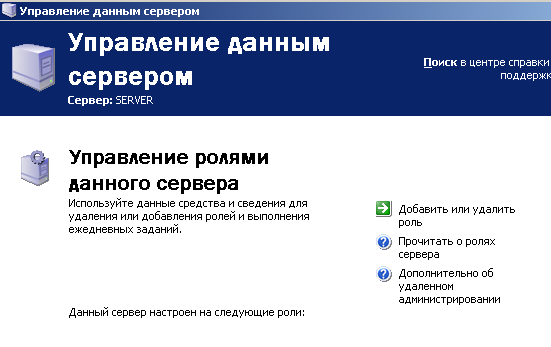 Управление данным сервером
Управление данным
сервером
Сервер: SERVER
Поиск в центре справки
поддержк
Управление ролями
данного сервера
Используйте данные средства и сведения для
удаления или добавления ролей и выполнения
ежедневных заданий.
Добавить или удалить
роль
Прочитать о ролях
сервера
Дополнительно об
удаленном
администрировании
Данный сервер настроен на следующие роли: